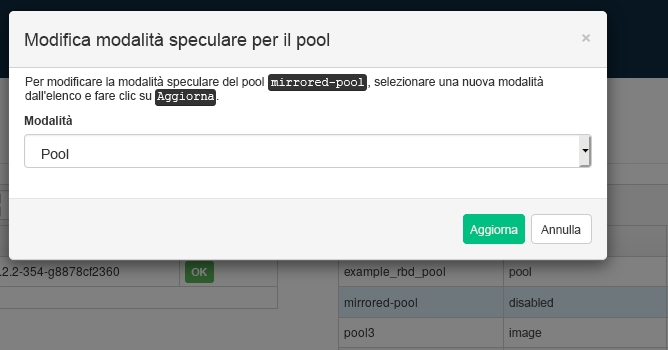 Modifica modalità speculare per il pool
×
Per modificare la modalità speculare del pool mirrored-pool, selezionare una nuova modalità
dall'elenco e fare clic su Aggiorna.
Modalità
Pool
Aggiorna Annulla
.2.2-354-g8878cf2360 OK
example_rbd_pool pool
mirrored-pool disabled
pool3 image